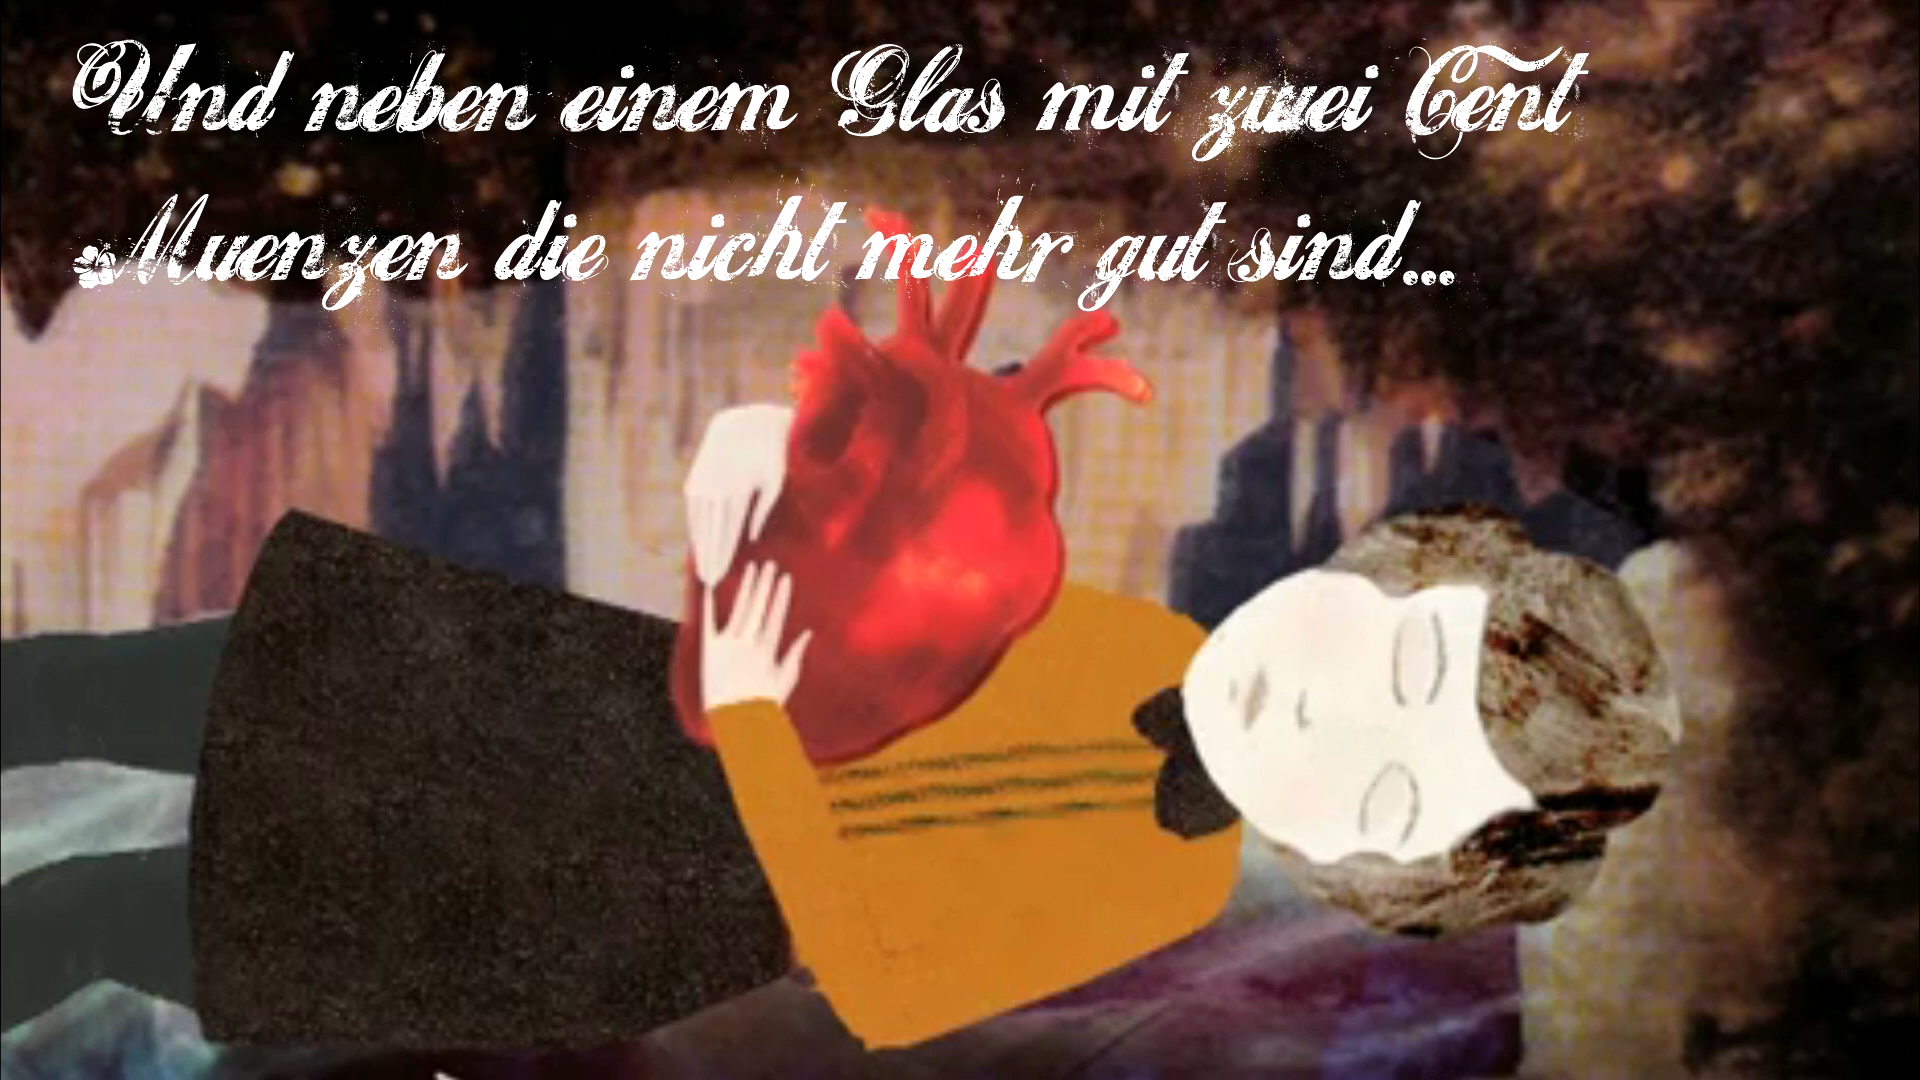 Und neben einem Glas mit zwei Cent
Muenzen die nicht mehr gut sind...